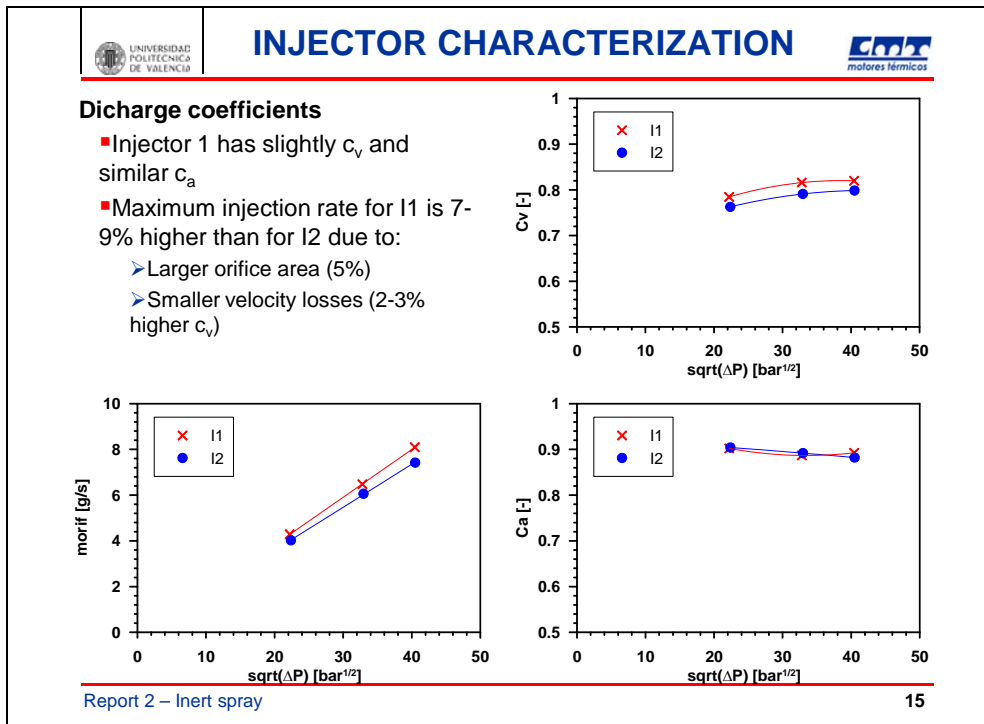 UNIVERSIDAD
POLITECNICA
DE VALENCIA
INJECTOR CHARACTERIZATION
motores térmicos
Dicharge coefficients
▪Injector 1 has slightly cv and
similar ca
▪Maximum injection rate for I1 is 7-
9% higher than for I2 due to:
➢Larger orifice area (5%)
➢Smaller velocity losses (2-3%
higher cv)
1
0.9
0.8
0.7
0.6
0.5
Cv [-]
I1
I2
0 10 20 30 40 50
sqrt(∆P) [bar1/2]
10
8
6
4
2
0
morif [g/s]
I1
I2
0 10 20 30 40 50
sqrt(∆P) [bar1/2]
1
0.9
0.8
0.7
0.6
0.5
Ca [-]
I1
I2
0 10 20 30 40 50
sqrt(∆P) [bar1/2]
Report 2 – Inert spray
15